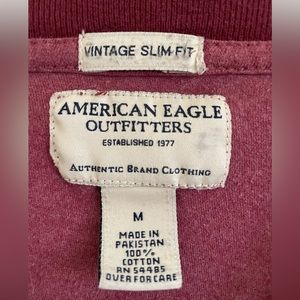 VINTAGE SLIM FIT
AMERICAN EAGLE
OUTFITTERS
ESTABLISHED 1977
AUTHENTIC BRAND CLOTHING
M
MADE IN
PAKISTAN
100%
COTTON
RN 54485
OVER FOR CARE